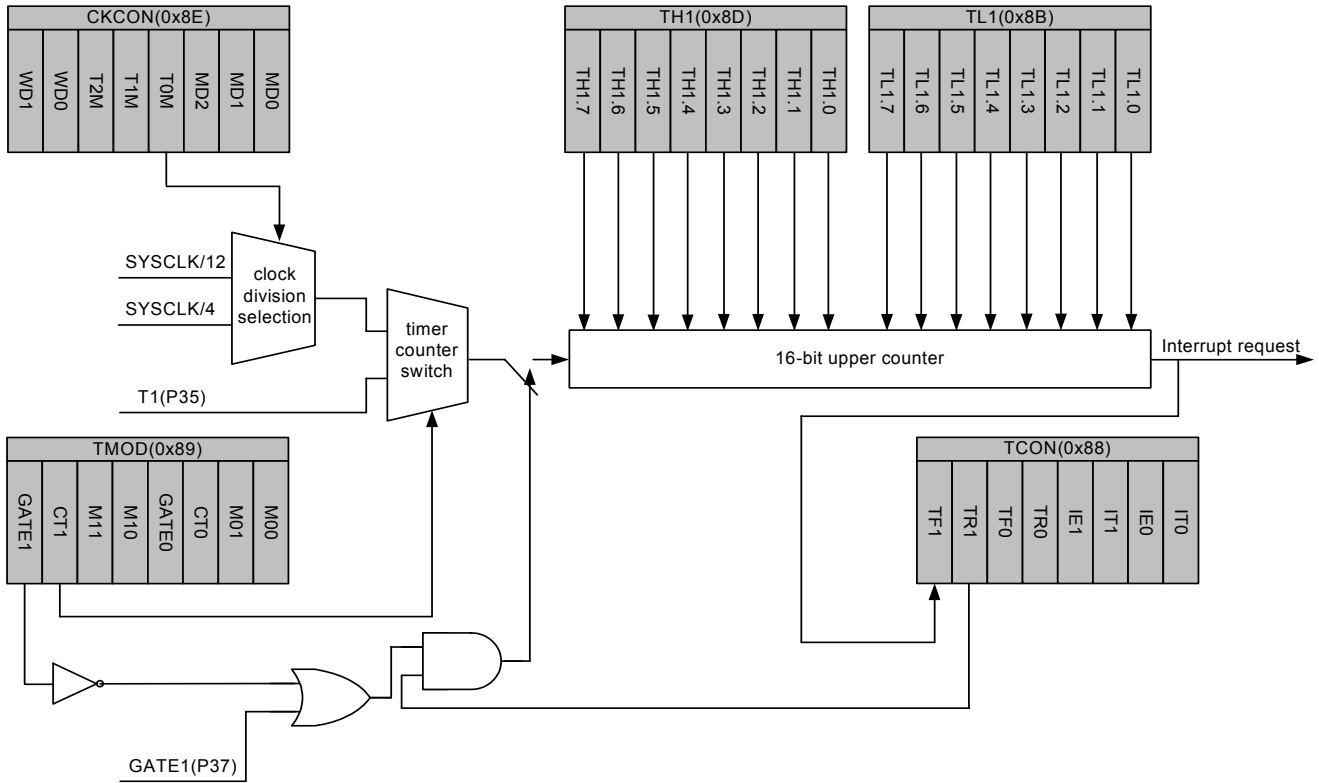 CKCON(0x8E)
WD1
WD0
T2M
T1M
T0M
MD2
MD1
MD0
TH1(0x8D)
TH1.7
TH1.6
TH1.5
TH1.4
TH1.3
TH1.2
TH1.1
TH1.0
TL1(0x8B)
TL1.7
TL1.6
TL1.5
TL1.4
TL1.3
TL1.2
TL1.1
TL1.0
SYSCLK/12
SYSCLK/4
clock
division
selection
timer
counter
switch
T1(P35)
16-bit upper counter
Interrupt request
TMOD(0x89)
GATE1
CT1
M11
M10
GATE0
CT0
M01
M00
TCON(0x88)
TF1
TR1
TF0
TR0
IE1
IT1
IE0
IT0
GATE1(P37)